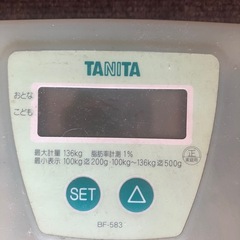 TANITA
おとな
こども
最大計量 136kg 脂肪率計測 1%
最小表示 100kg迄200g・100kg～136kg迄500g
正
SET
BF-583